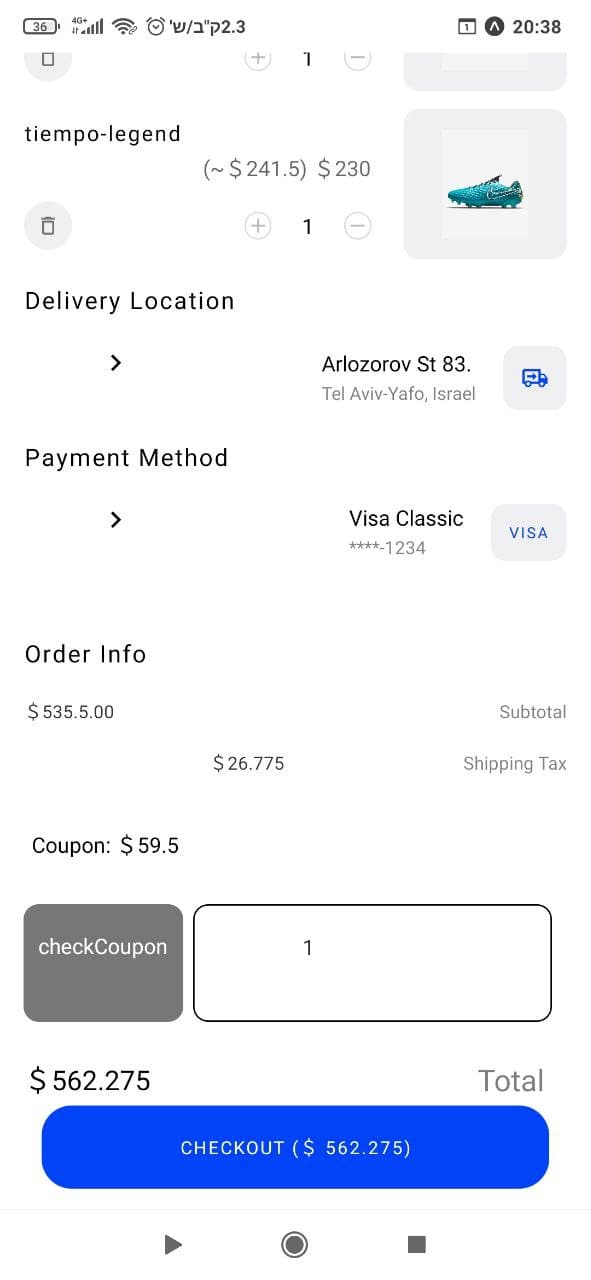 36 4G+ 2.3ק"ב/ש' 1 20:38
1
tiempo-legend
(~$241.5) $230
1
Delivery Location
Arlozorov St 83.
Tel Aviv-Yafo, Israel
Payment Method
Visa Classic
****-1234
VISA
Order Info
$535.5.00 Subtotal
$26.775 Shipping Tax
Coupon: $59.5
checkCoupon 1
$562.275 Total
CHECKOUT ($ 562.275)